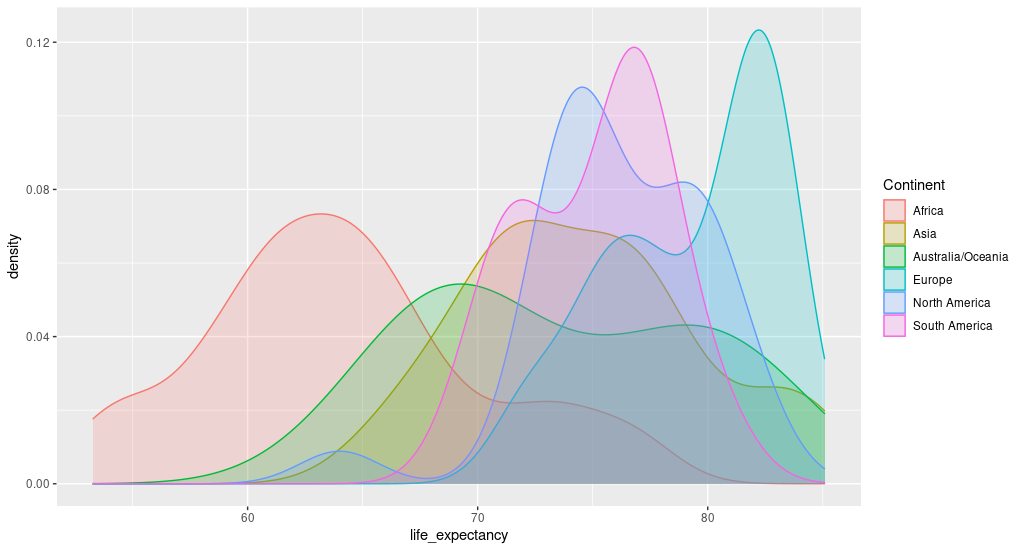 0.12
0.08
0.04
0.00
density
60
70
80
life_expectancy
Continent
Africa
Asia
Australia/Oceania
Europe
North America
South America